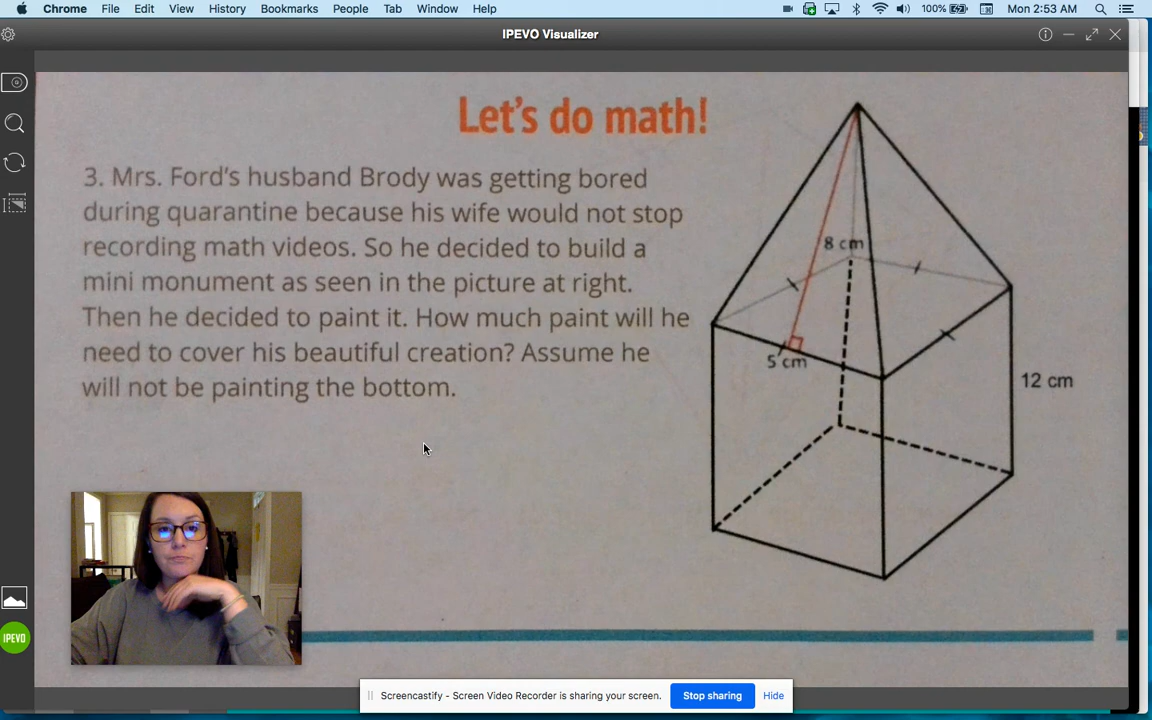 Chrome File Edit View History Bookmarks People Tab Window Help 100% Mon 2:53 AM
IPEVO Visualizer
Let's do math!
3. Mrs. Ford's husband Brody was getting bored
during quarantine because his wife would not stop
recording math videos. So he decided to build a
mini monument as seen in the picture at right.
Then he decided to paint it. How much paint will he
need to cover his beautiful creation? Assume he
will not be painting the bottom.
8 cm
5 cm
12 cm
IPEVO
Screencastify - Screen Video Recorder is sharing your screen. Stop sharing Hide